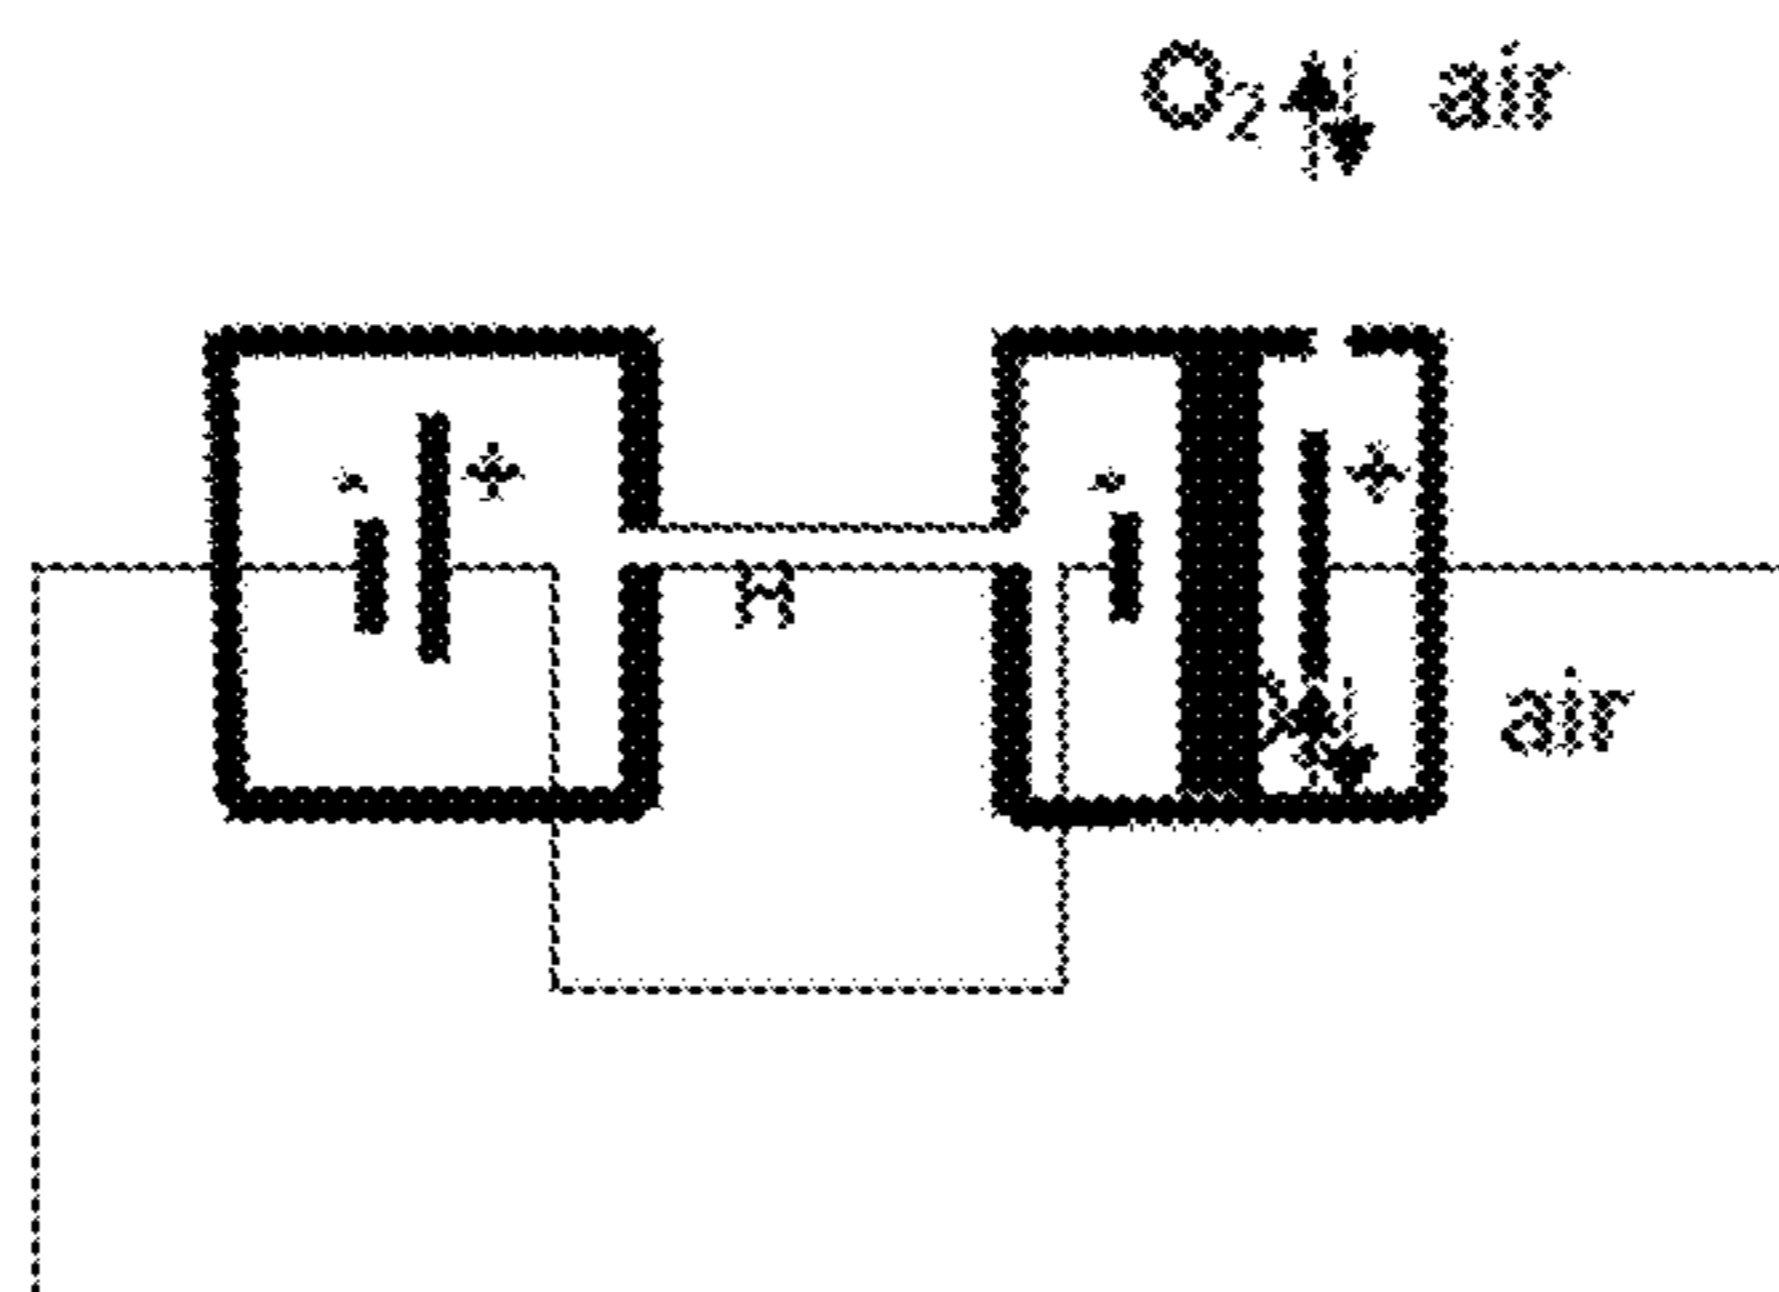 O₂ air
- + - +
H
air